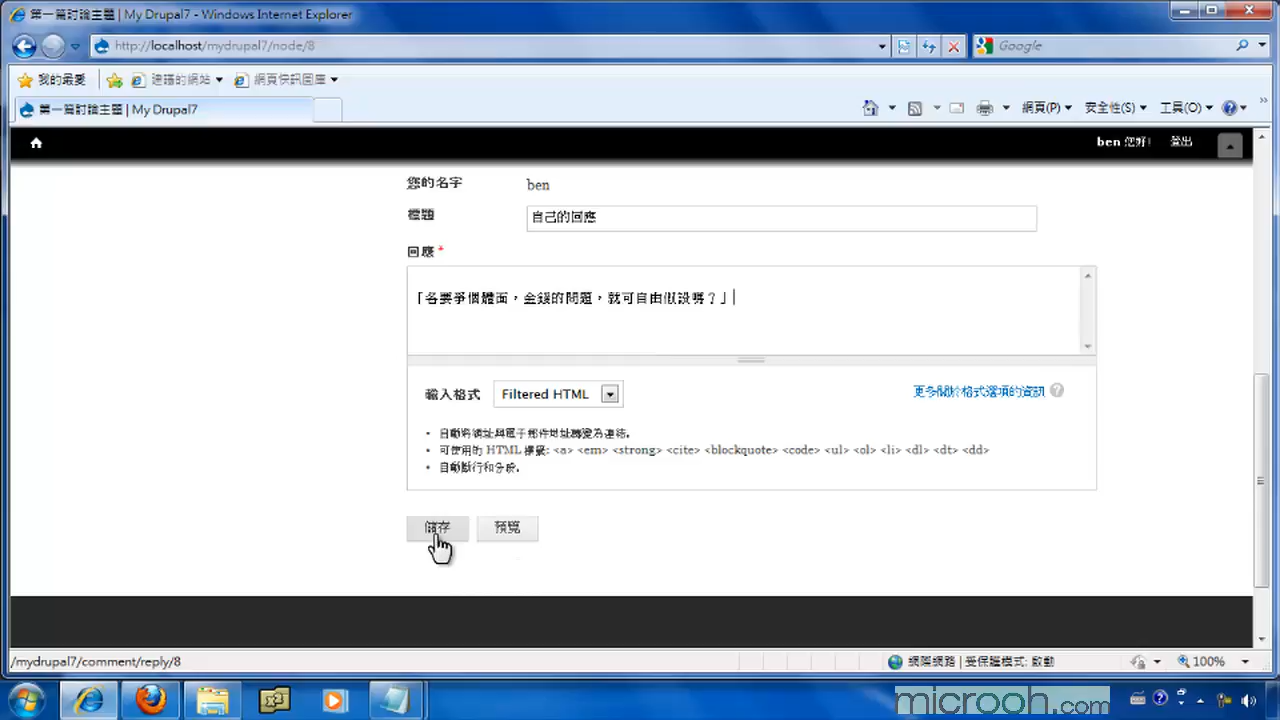 第一篇討論主題 | My Drupal7 - Windows Internet Explorer
http://localhost/mydrupal7/node/8
Google
我的最愛 建議的網站 網頁快訊圖庫
第一篇討論主題 | My Drupal7
網頁(P) 安全性(S) 工具(O)
ben 您好! 登出
您的名字 ben
標題 自己的回應
回應 *
「各要爭個體面，金錢的問題，就可自由假設嗎？」
輸入格式 Filtered HTML 更多關於格式選項的資訊
自動將網址與電子郵件地址轉變為連結。
可使用的 HTML 標籤: <a> <em> <strong> <cite> <blockquote> <code> <ul> <ol> <li> <dl> <dt> <dd>
自動斷行和分段。
儲存 預覽
/mydrupal7/comment/reply/8
網際網路 | 受保護模式: 啟動
100%
microoh.com